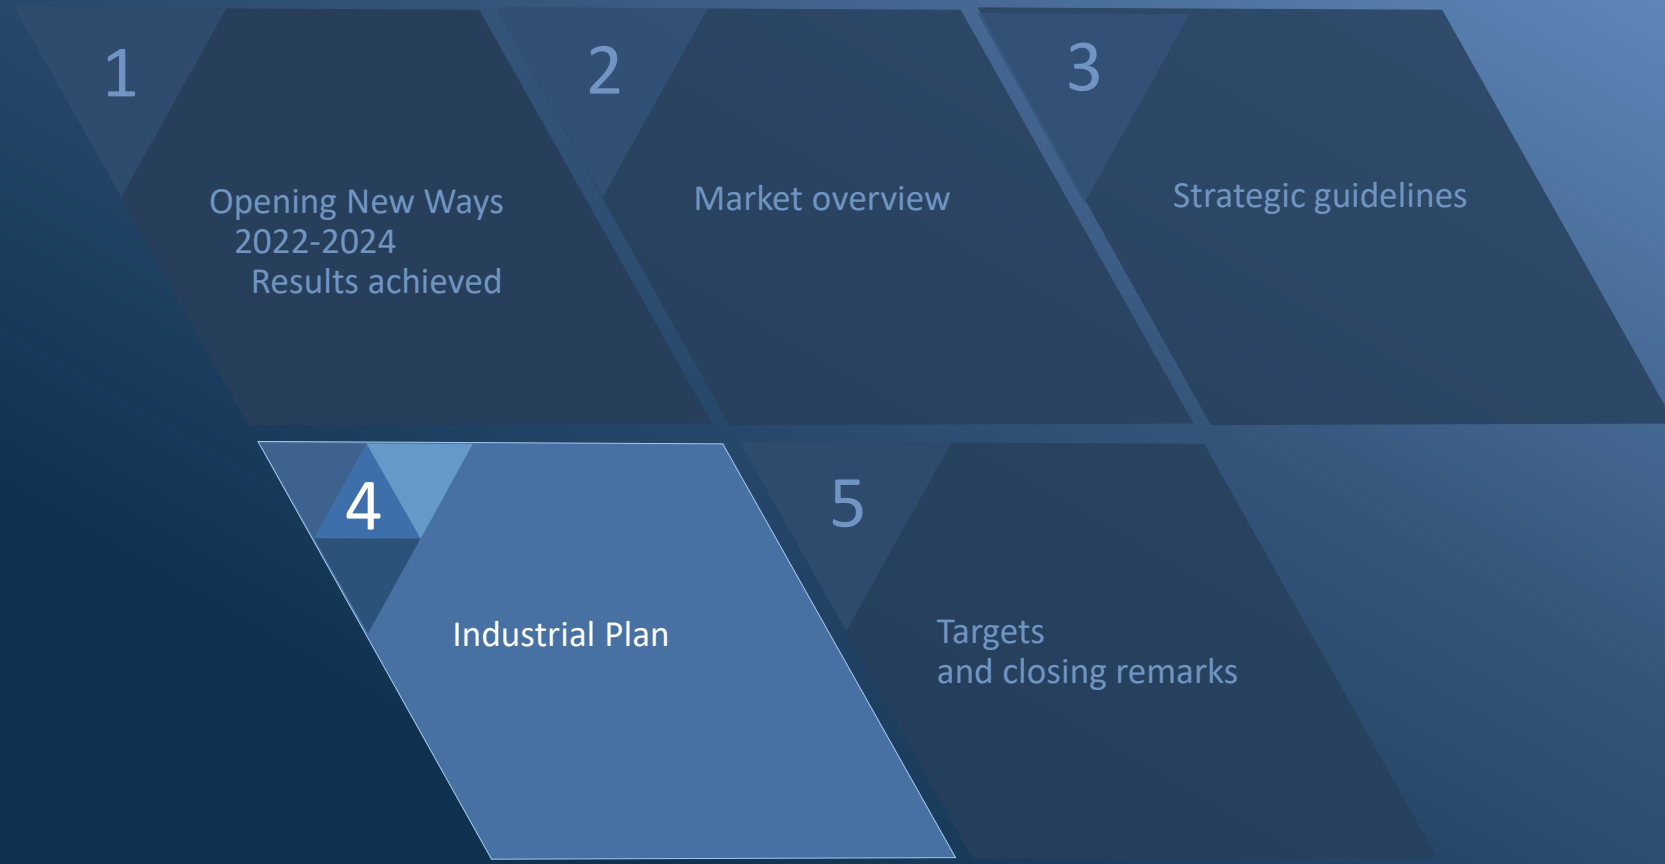 1
Opening New Ways
2022-2024
Results achieved
2
Market overview
3
Strategic guidelines
4
Industrial Plan
5
Targets
and closing remarks